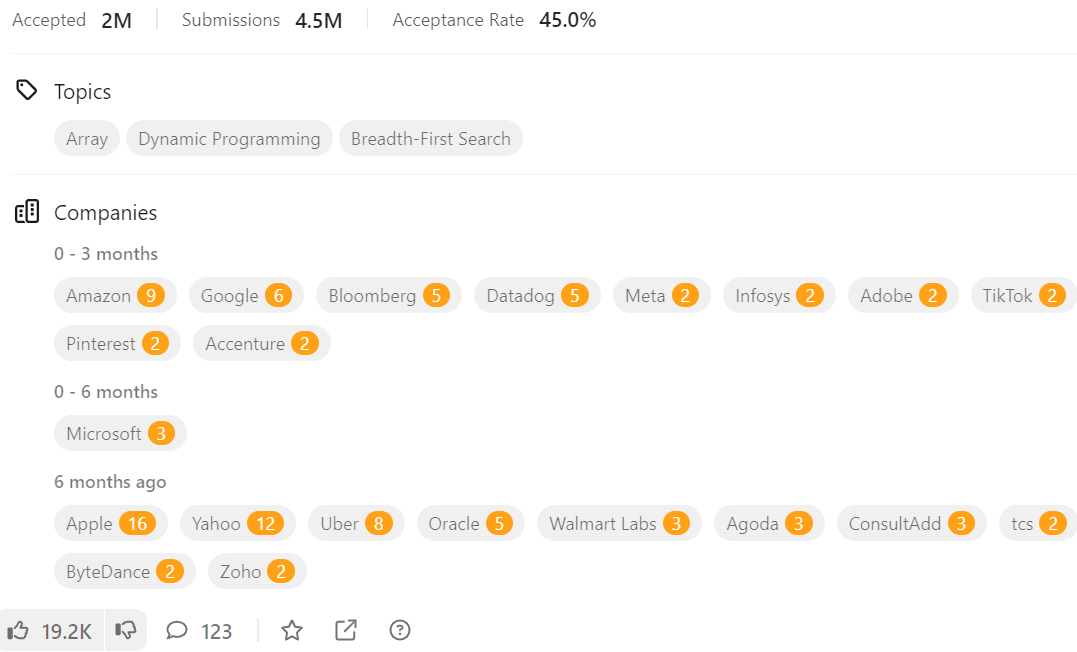 Accepted 2M Submissions 4.5M Acceptance Rate 45.0%
Topics
Array Dynamic Programming Breadth-First Search
Companies
0 - 3 months
Amazon 9 Google 6 Bloomberg 5 Datadog 5 Meta 2 Infosys 2 Adobe 2 TikTok 2
Pinterest 2 Accenture 2
0 - 6 months
Microsoft 3
6 months ago
Apple 16 Yahoo 12 Uber 8 Oracle 5 Walmart Labs 3 Agoda 3 ConsultAdd 3 tcs 2
ByteDance 2 Zoho 2
19.2K 123